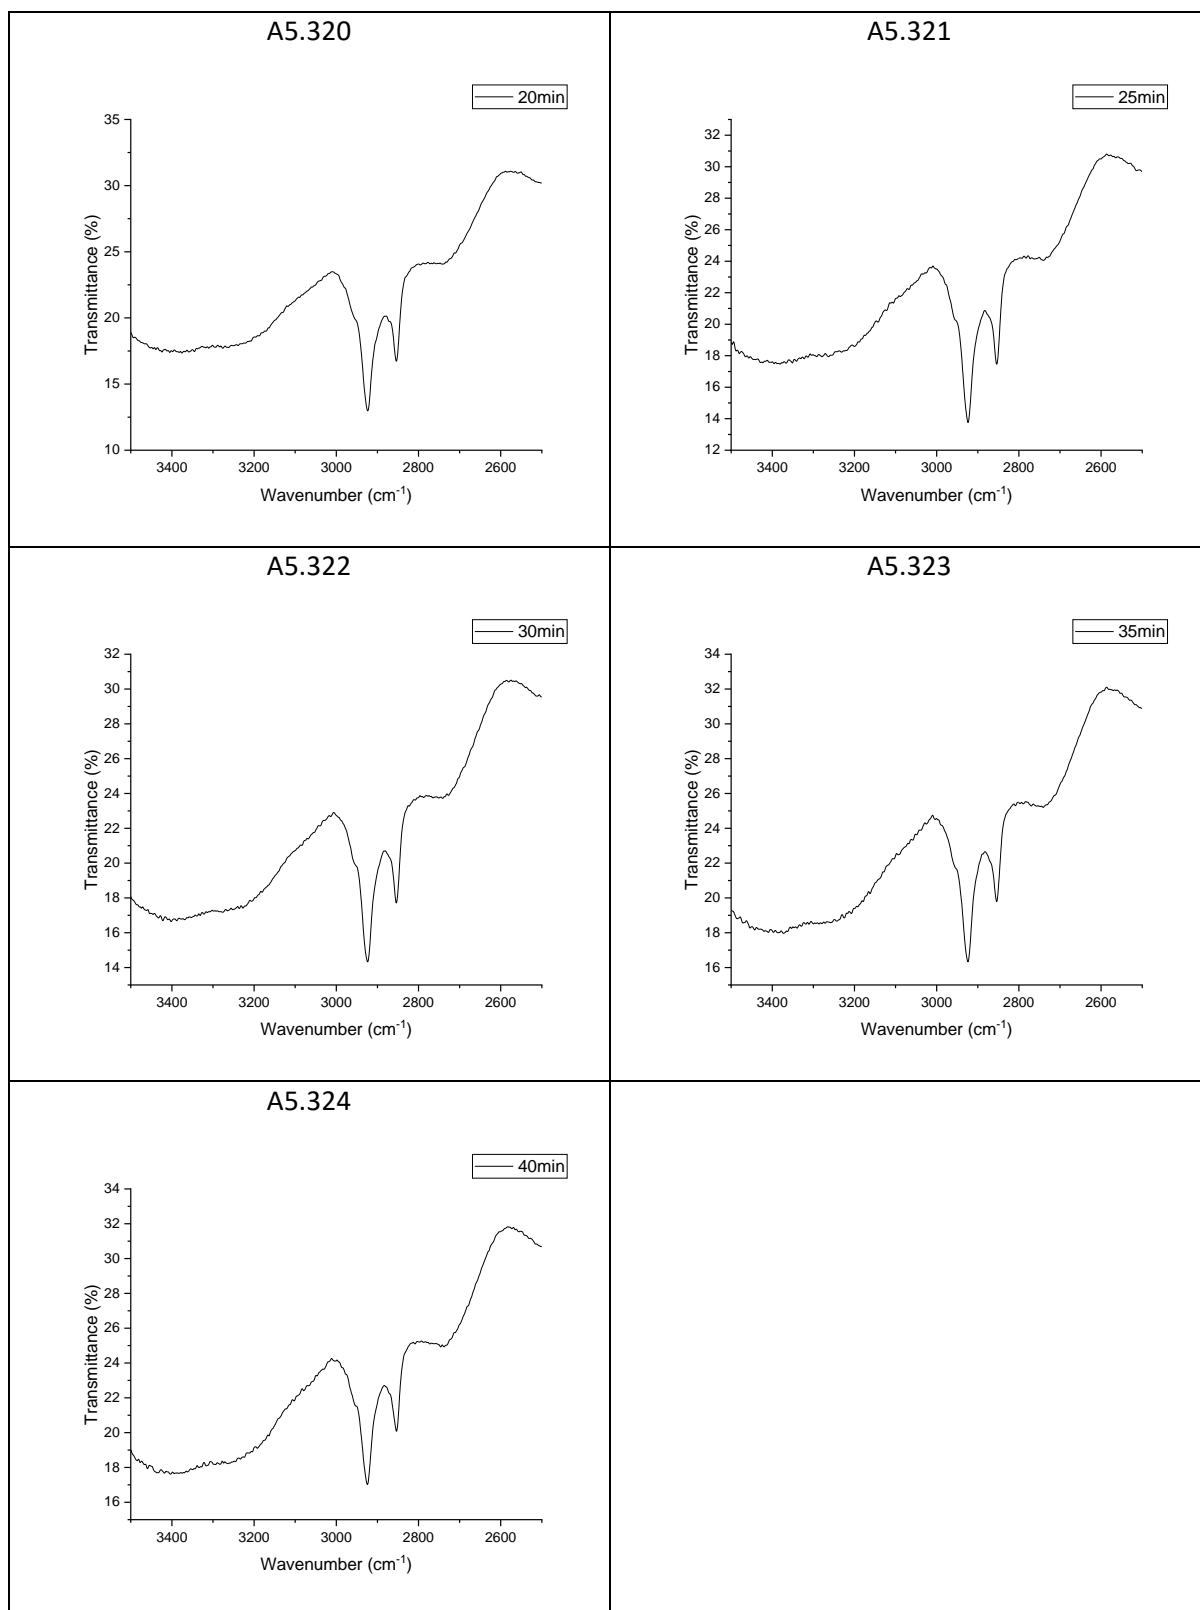 A5.320
20min
35
30
25
20
15
10
Transmittance (%)
3400 3200 3000 2800 2600
Wavenumber (cm-1)
A5.321
25min
32
30
28
26
24
22
20
18
16
14
12
Transmittance (%)
3400 3200 3000 2800 2600
Wavenumber (cm-1)
A5.322
30min
32
30
28
26
24
22
20
18
16
14
Transmittance (%)
3400 3200 3000 2800 2600
Wavenumber (cm-1)
A5.323
35min
34
32
30
28
26
24
22
20
18
16
Transmittance (%)
3400 3200 3000 2800 2600
Wavenumber (cm-1)
A5.324
40min
34
32
30
28
26
24
22
20
18
16
Transmittance (%)
3400 3200 3000 2800 2600
Wavenumber (cm-1)